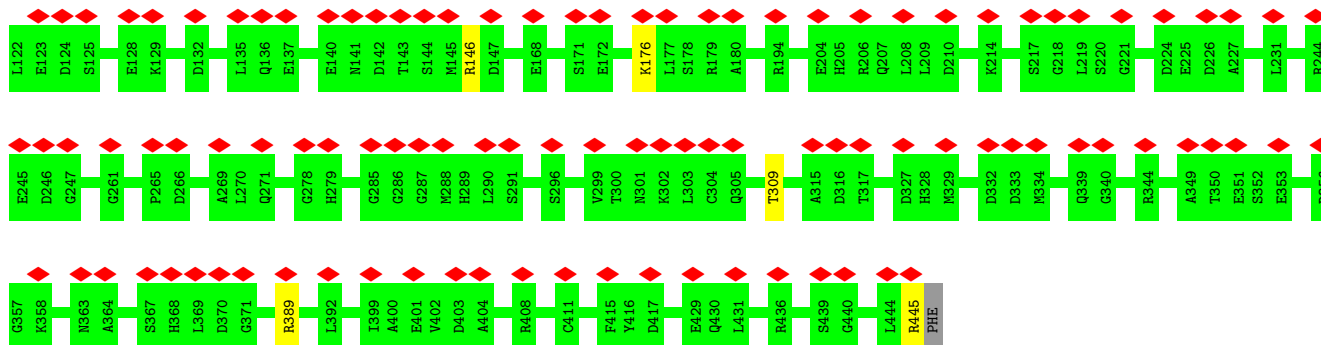 L122 E123 D124 S125 E128 K129 D132 L135 Q136 E137 E140 N141 D142 T143 S144 M145 R146 D147 E168 S171 E172 K176 L177 S178 R179 A180 R194 E204 H205 R206 Q207 L208 L209 D210 K214 S217 G218 L219 S220 G221 D224 E225 D226 A227 L231 R244
E245 D246 G247 G261 P265 D266 A269 L270 Q271 G278 H279 G285 G286 G287 M288 H289 L290 S291 S296 V299 T300 N301 K302 L303 C304 Q305 T309 A315 D316 T317 D327 H328 M329 D332 D333 M334 Q339 G340 R344 A349 T350 E351 S352 E353
G357 K358 N363 A364 S367 H368 L369 D370 G371 R389 L392 I399 A400 E401 V402 D403 A404 R408 C411 F415 Y416 D417 E429 Q430 L431 R436 S439 G440 L444 R445 PHE